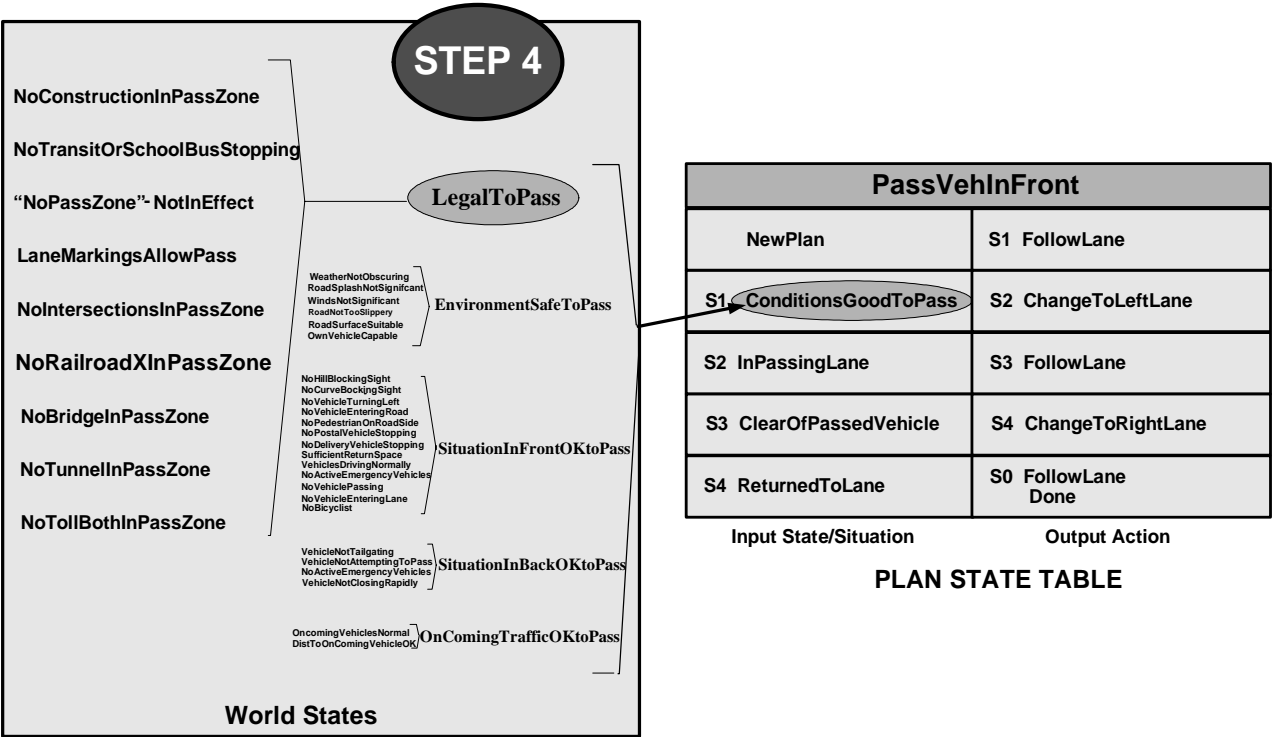 STEP 4
NoConstructionInPassZone
NoTransitOrSchoolBusStopping
“NoPassZone”- NotInEffect
LaneMarkingsAllowPass
NoIntersectionsInPassZone
NoRailroadXInPassZone
NoBridgeInPassZone
NoTunnelInPassZone
NoTollBothInPassZone
LegalToPass
WeatherNotObscuring
RoadSplashNotSignifcant
WindsNotSignificant
RoadNotTooSlippery
RoadSurfaceSuitable
OwnVehicleCapable
EnvironmentSafeToPass
NoHillBlockingSight
NoCurveBockingSight
NoVehicleTurningLeft
NoVehicleEnteringRoad
NoPedestrianOnRoadSide
NoPostalVehicleStopping
NoDeliveryVehicleStopping
SufficientReturnSpace
VehiclesDrivingNormally
NoActiveEmergencyVehicles
NoVehiclePassing
NoVehicleEnteringLane
NoBicyclist
SituationInFrontOKtoPass
VehicleNotTailgating
VehicleNotAttemptingToPass
NoActiveEmergencyVehicles
VehicleNotClosingRapidly
SituationInBackOKtoPass
OncomingVehiclesNormal
DistToOnComingVehicleOK
OnComingTrafficOKtoPass
World States
PassVehInFront
NewPlan
S1 FollowLane
S1 ConditionsGoodToPass
S2 ChangeToLeftLane
S2 InPassingLane
S3 FollowLane
S3 ClearOfPassedVehicle
S4 ChangeToRightLane
S4 ReturnedToLane
S0 FollowLane
Done
Input State/Situation
Output Action
PLAN STATE TABLE